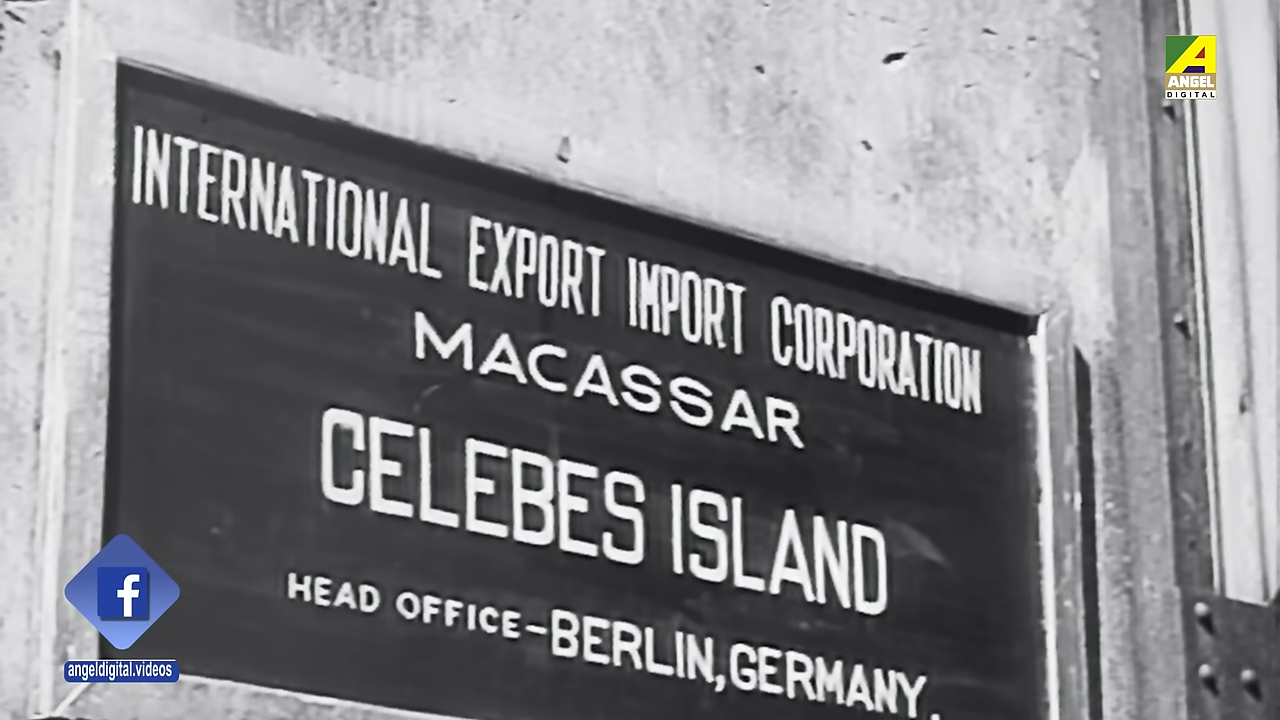 INTERNATIONAL EXPORT IMPORT CORPORATION
MACASSAR
CELEBES ISLAND
HEAD OFFICE-BERLIN, GERMANY.
A
ANGEL
DIGITAL
f
angeldigital.videos